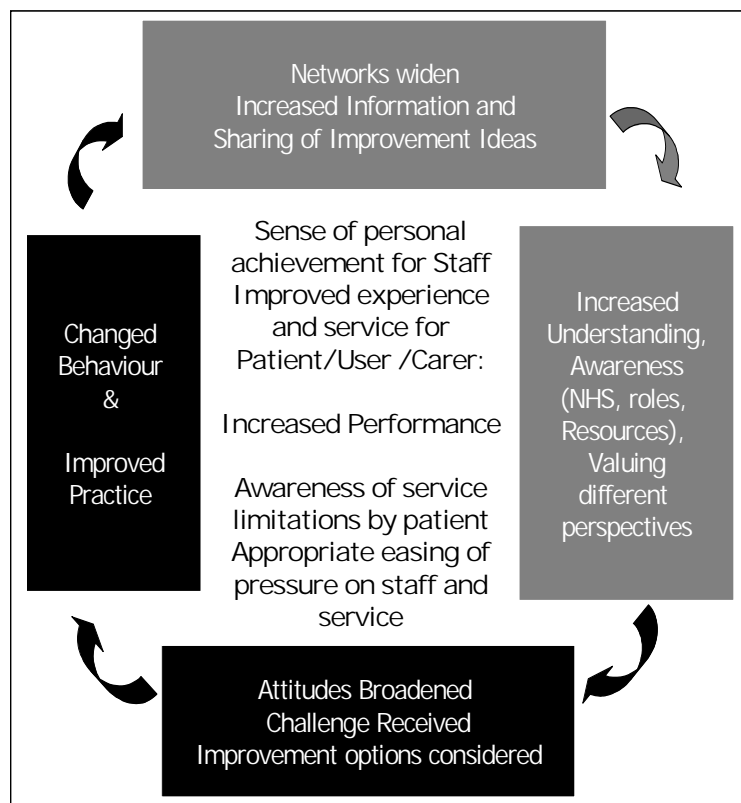 Networks widen
Increased Information and
Sharing of Improvement Ideas
Sense of personal
achievement for Staff
Improved experience
and service for
Patient/User /Carer:
Increased Performance
Awareness of service
limitations by patient
Appropriate easing of
pressure on staff and
service
Increased
Understanding,
Awareness
(NHS, roles,
Resources),
Valuing
different
perspectives
Attitudes Broadened
Challenge Received
Improvement options considered
Changed
Behaviour
&
Improved
Practice